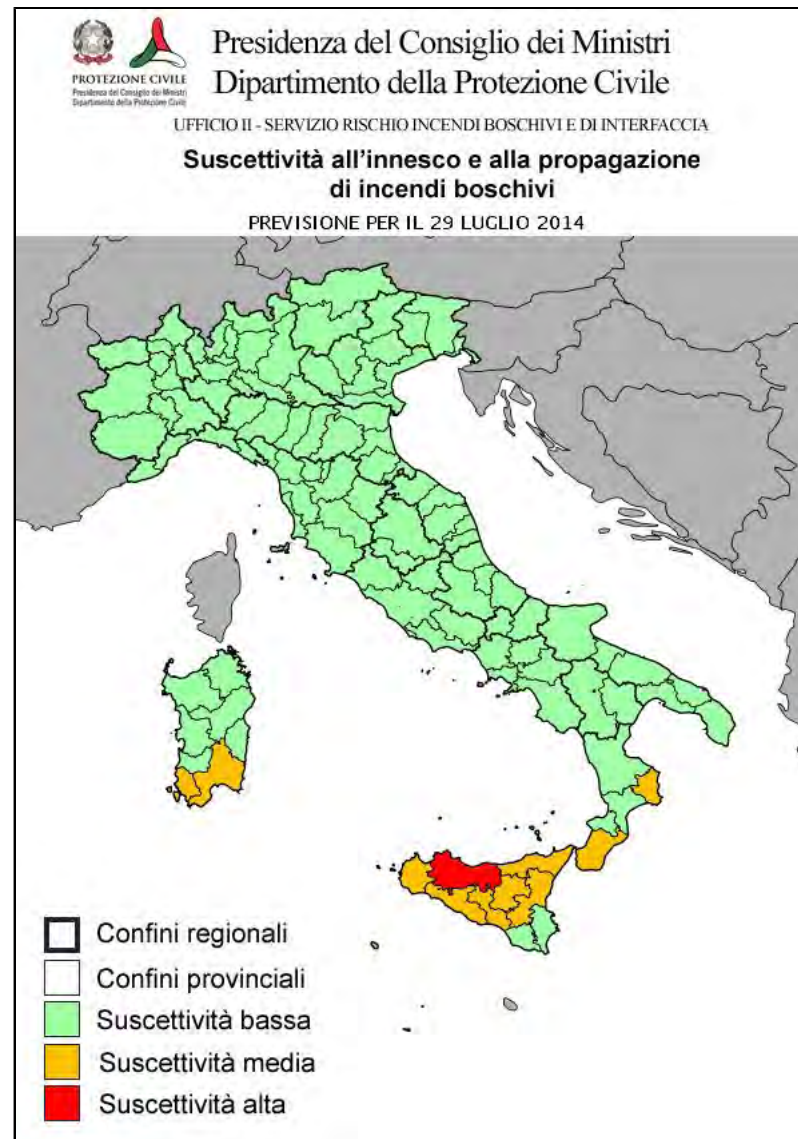 Presidenza del Consiglio dei Ministri
Dipartimento della Protezione Civile
PROTEZIONE CIVILE
Presidenza del Consiglio dei Ministri
Dipartimento della Protezione Civile
UFFICIO II - SERVIZIO RISCHIO INCENDI BOSCHIVI E DI INTERFACCIA
Suscettività all'innesco e alla propagazione
di incendi boschivi
PREVISIONE PER IL 29 LUGLIO 2014
Confini regionali
Confini provinciali
Suscettività bassa
Suscettività media
Suscettività alta